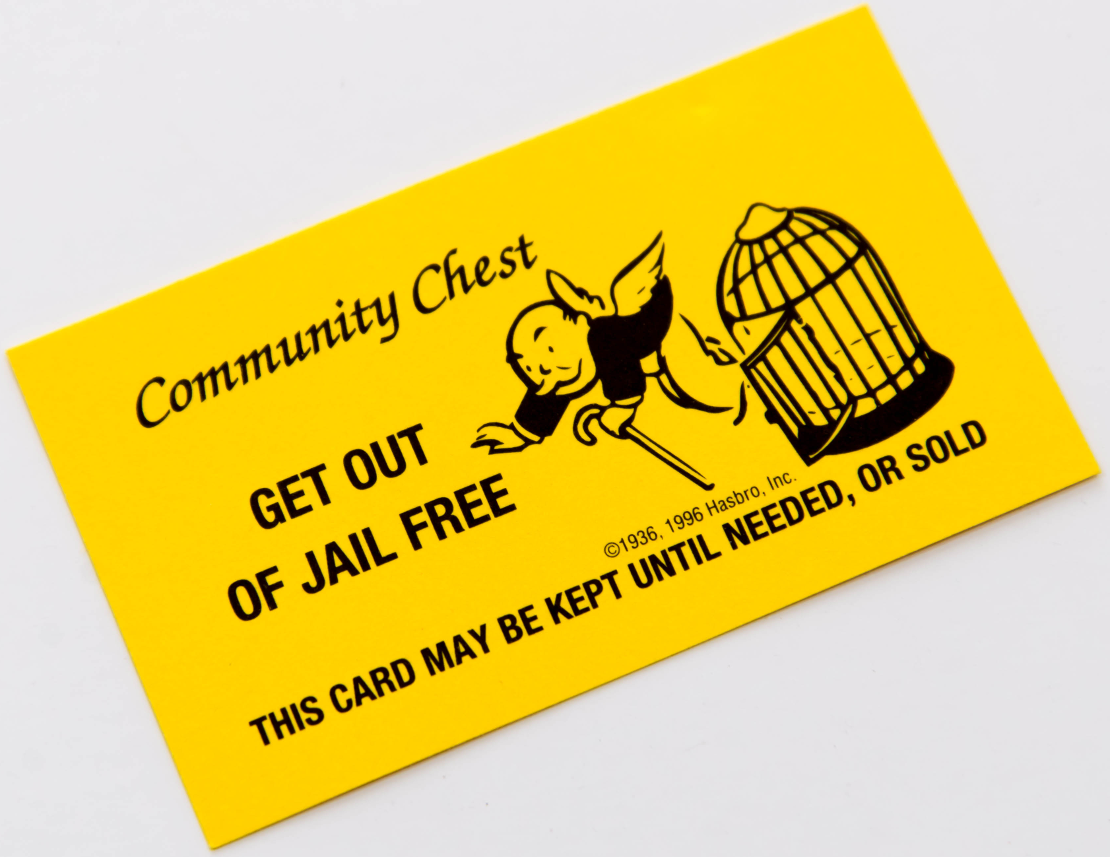 Community Chest
GET OUT
OF JAIL FREE
©1936, 1996 Hasbro, Inc.
THIS CARD MAY BE KEPT UNTIL NEEDED, OR SOLD